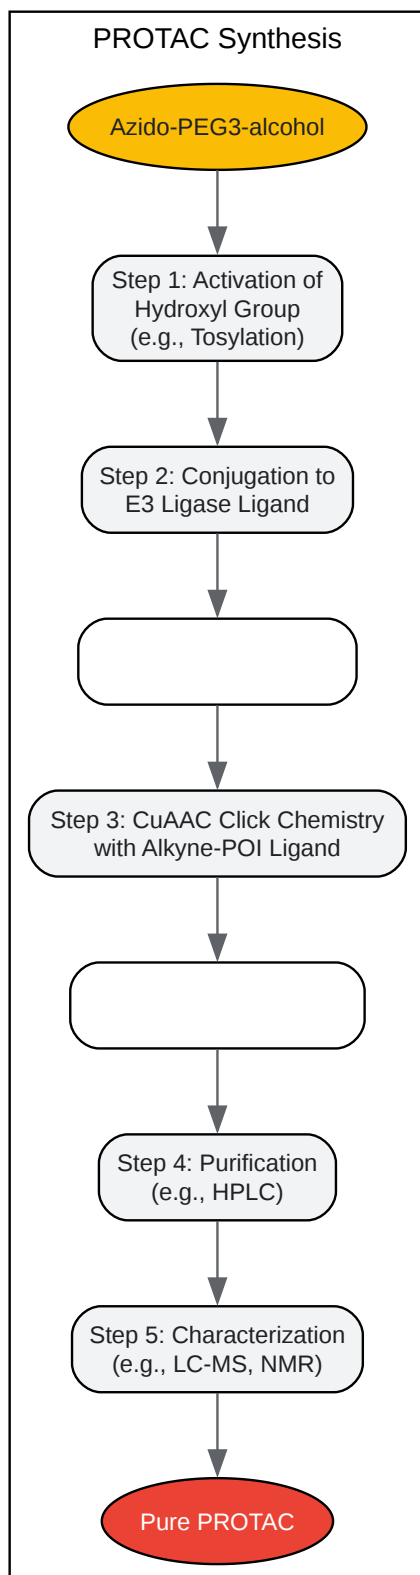 PROTAC Synthesis
Azido-PEG3-alcohol
Step 1: Activation of
Hydroxyl Group
(e.g., Tosylation)
Step 2: Conjugation to
E3 Ligase Ligand
Step 3: CuAAC Click Chemistry
with Alkyne-POI Ligand
Step 4: Purification
(e.g., HPLC)
Step 5: Characterization
(e.g., LC-MS, NMR)
Pure PROTAC